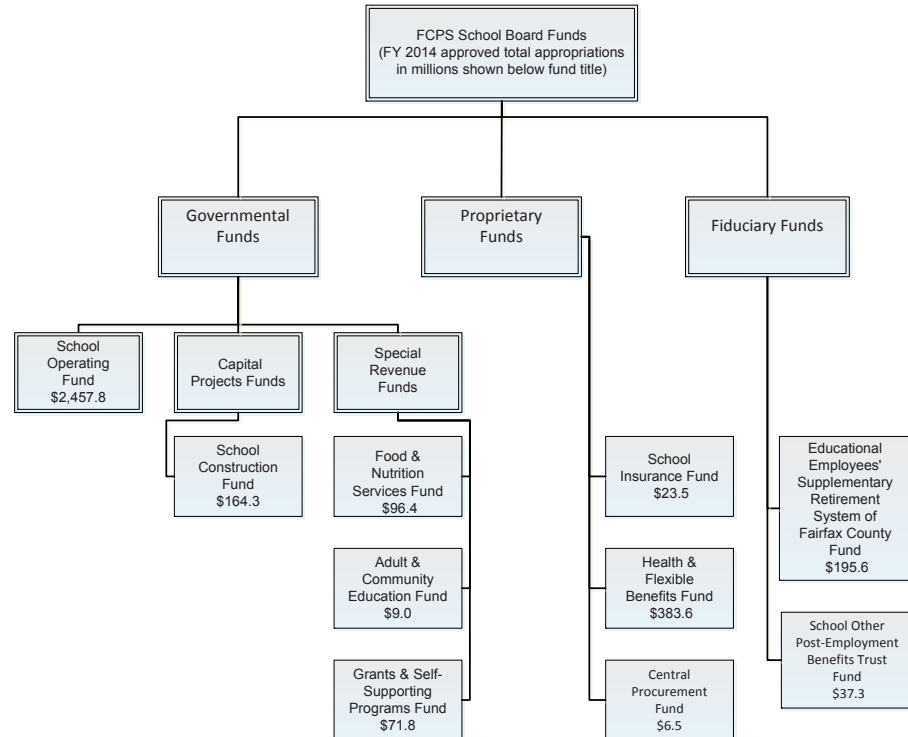 FCPS School Board Funds
(FY 2014 approved total appropriations
in millions shown below fund title)
Governmental
Funds
Proprietary
Funds
Fiduciary Funds
School
Operating
Fund
$2,457.8
Capital
Projects Funds
Special
Revenue
Funds
School
Construction
Fund
$164.3
Food &
Nutrition
Services Fund
$96.4
Adult &
Community
Education Fund
$9.0
Grants & Self-
Supporting
Programs Fund
$71.8
School
Insurance Fund
$23.5
Health &
Flexible
Benefits Fund
$383.6
Central
Procurement
Fund
$6.5
Educational
Employees'
Supplementary
Retirement
System of
Fairfax County
Fund
$195.6
School Other
Post-Employment
Benefits Trust
Fund
$37.3